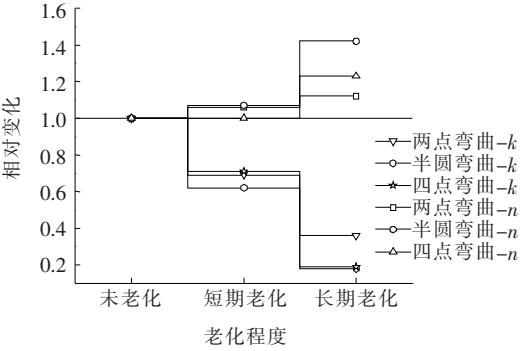 1.6
1.4
1.2
1.0
0.8
0.6
0.4
0.2
相对变化
两点弯曲-k
半圆弯曲-k
四点弯曲-k
两点弯曲-n
半圆弯曲-n
四点弯曲-n
未老化 短期老化 长期老化
老化程度